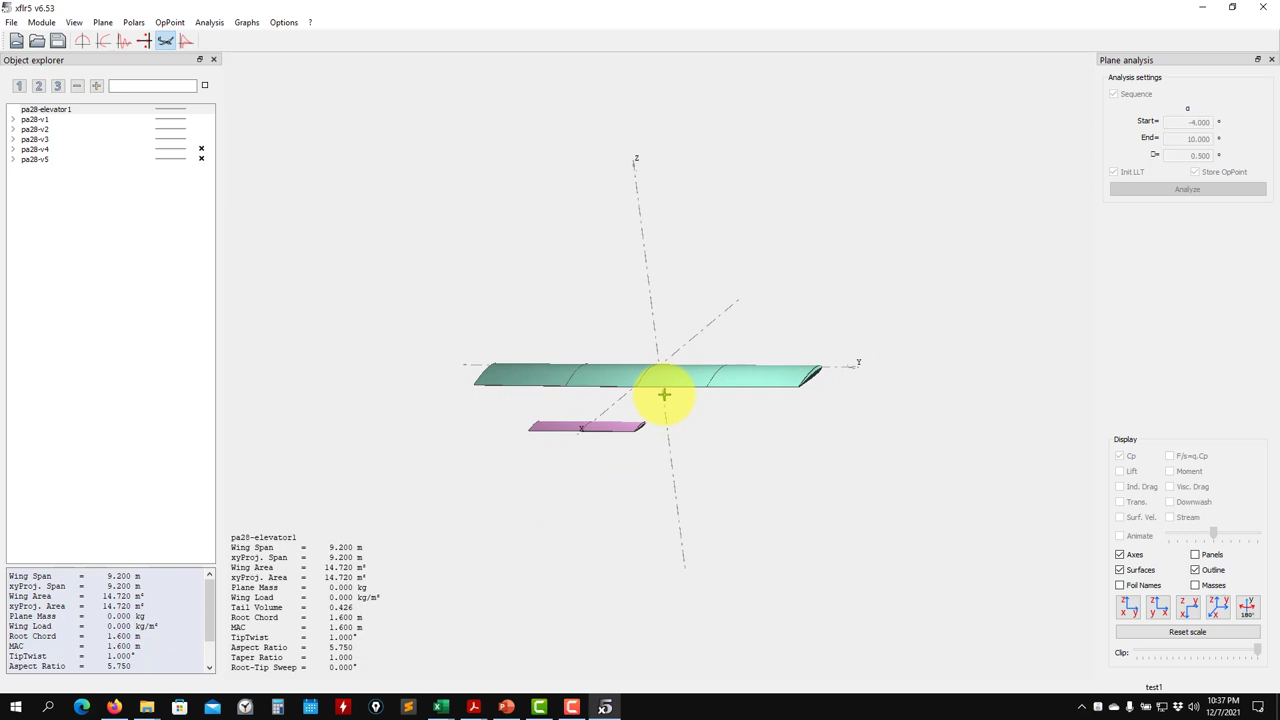 xflr5 v6.53
File Module View Plane Polars OpPoint Analysis Graphs Options ?
Object explorer
1 2 3
pa28-elevator1
pa28-v1
pa28-v2
pa28-v3
pa28-v4
pa28-v5
Wing Span = 9.200 m
xyProj. Span = 9.200 m
Wing Area = 14.720 m²
xyProj. Area = 14.720 m²
Plane Mass = 0.000 kg
Wing Load = 0.000 kg/m²
Root Chord = 1.600 m
MAC = 1.600 m
TipTwist = 1.000°
Aspect Ratio = 5.750
Z
Y
X
pa28-elevator1
Wing Span = 9.200 m
xyProj. Span = 9.200 m
Wing Area = 14.720 m²
xyProj. Area = 14.720 m²
Plane Mass = 0.000 kg
Wing Load = 0.000 kg/m²
Tail Volume = 0.426
Root Chord = 1.600 m
MAC = 1.600 m
TipTwist = 1.000°
Aspect Ratio = 5.750
Taper Ratio = 1.000
Root-Tip Sweep = 0.000°
Plane analysis
Analysis settings
Sequence
α
Start= -4.000 °
End= 10.000 °
D= 0.500 °
Init LLT Store OpPoint
Analyze
Display
Cp F/s=q.Cp
Lift Moment
Ind. Drag Visc. Drag
Trans. Downwash
Surf. Vel. Stream
Animate
Axes Panels
Surfaces Outline
Foil Names Masses
Reset scale
Clip:
test1
10:37 PM
12/7/2021